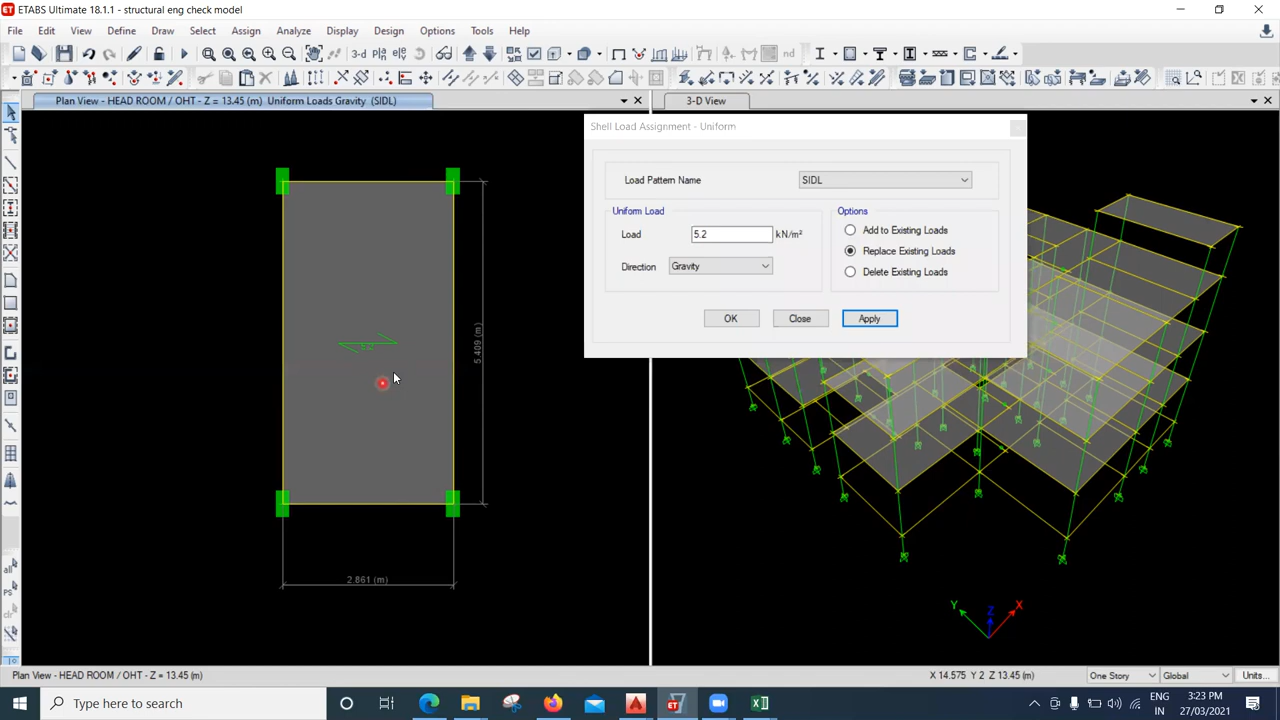 ETABS Ultimate 18.1.1 - structural eng check model
File Edit View Define Draw Select Assign Analyze Display Design Options Tools Help
3-d
nd
Plan View - HEAD ROOM / OHT - Z = 13.45 (m) Uniform Loads Gravity (SIDL)
3-D View
Shell Load Assignment - Uniform
Load Pattern Name
SIDL
Uniform Load
Load
5.2
kN/m²
Direction
Gravity
Options
Add to Existing Loads
Replace Existing Loads
Delete Existing Loads
OK
Close
Apply
5.409 (m)
2.861 (m)
all
PS
clr
Y
Z
X
Plan View - HEAD ROOM / OHT - Z = 13.45 (m)
X 14.575 Y 2 Z 13.45 (m)
One Story
Global
Units...
Type here to search
ENG
IN
3:23 PM
27/03/2021